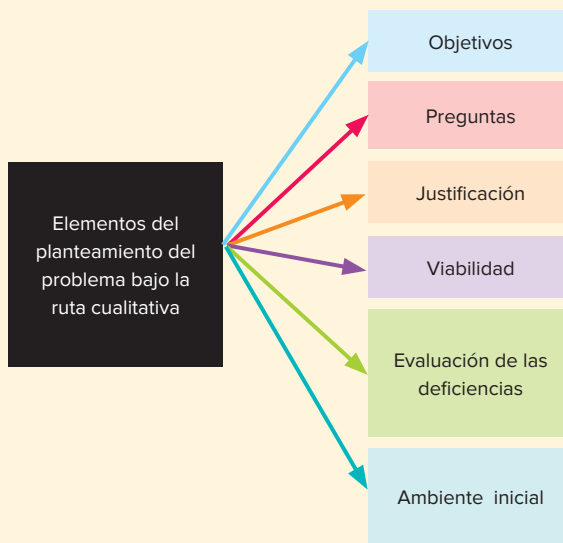 Elementos del
planteamiento del
problema bajo la
ruta cualitativa
Objetivos
Preguntas
Justificación
Viabilidad
Evaluación de las
deficiencias
Ambiente inicial